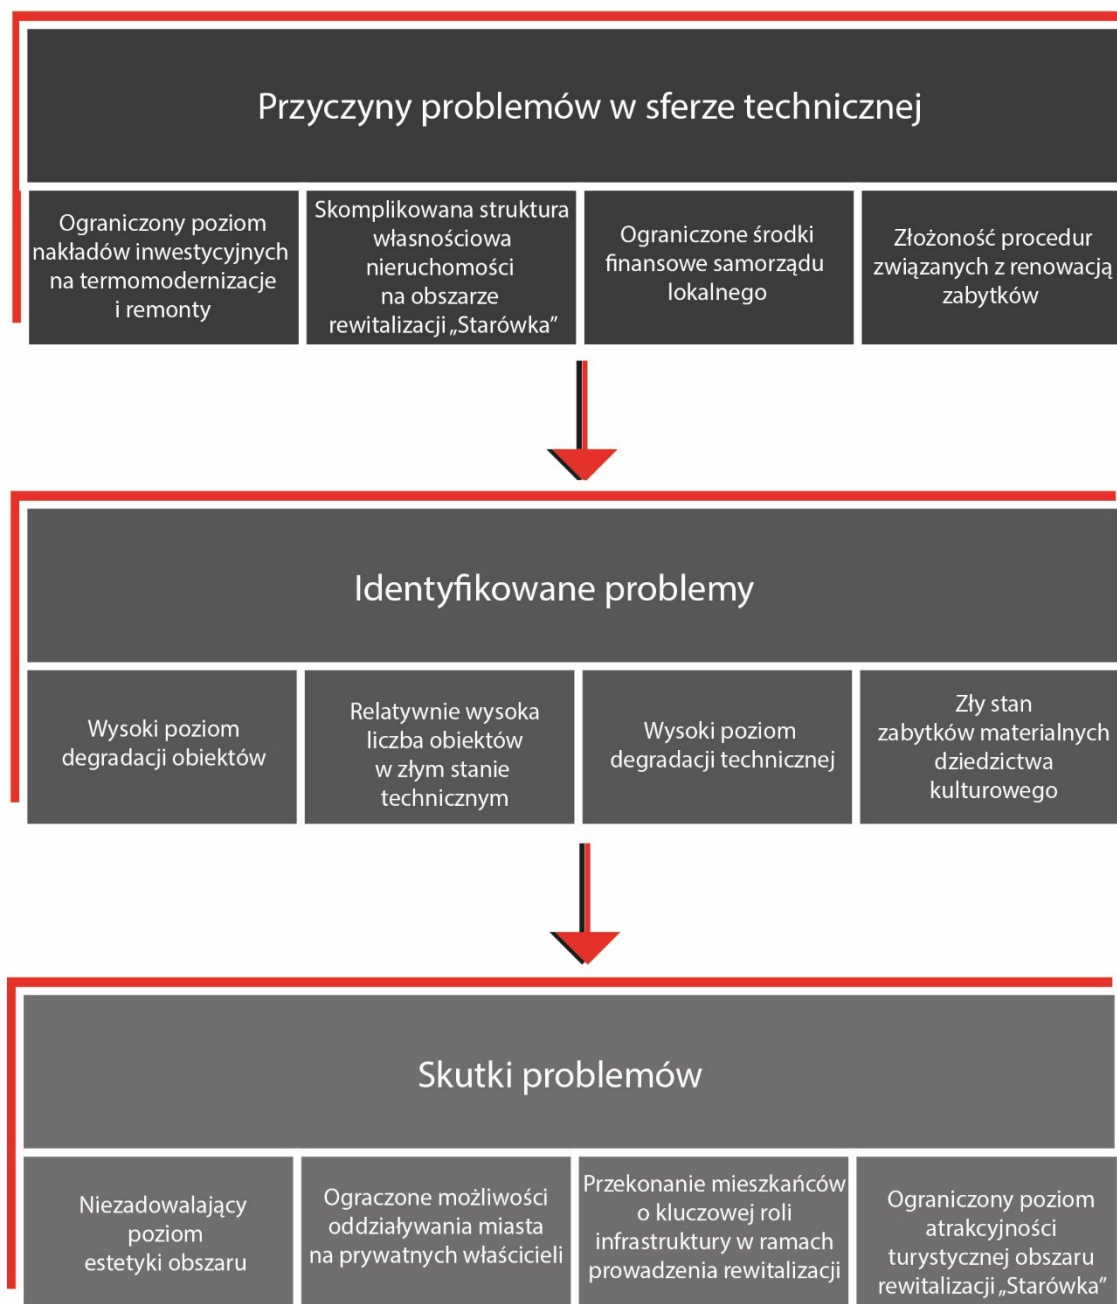 Przyczyny problemów w sferze technicznej
Ograniczony poziom
nakładów inwestycyjnych
na termomodernizacje
i remonty
Skomplikowana struktura
własnościowa
nieruchomości
na obszarze
rewitalizacji „Starówka”
Ograniczone środki
finansowe samorządu
lokalnego
Złożoność procedur
związanych z renowacją
zabytków
Identyfikowane problemy
Wysoki poziom
degradacji obiektów
Relatywnie wysoka
liczba obiektów
w złym stanie
technicznym
Wysoki poziom
degradacji technicznej
Zły stan
zabytków materialnych
dziedzictwa
kulturowego
Skutki problemów
Niezadowalający
poziom
estetyki obszaru
Ograczone możliwości
oddziaływania miasta
na prywatnych właścicieli
Przekonanie mieszkańców
o kluczowej roli
infrastruktury w ramach
prowadzenia rewitalizacji
Ograniczony poziom
atrakcyjności
turystycznej obszaru
rewitalizacji „Starówka”